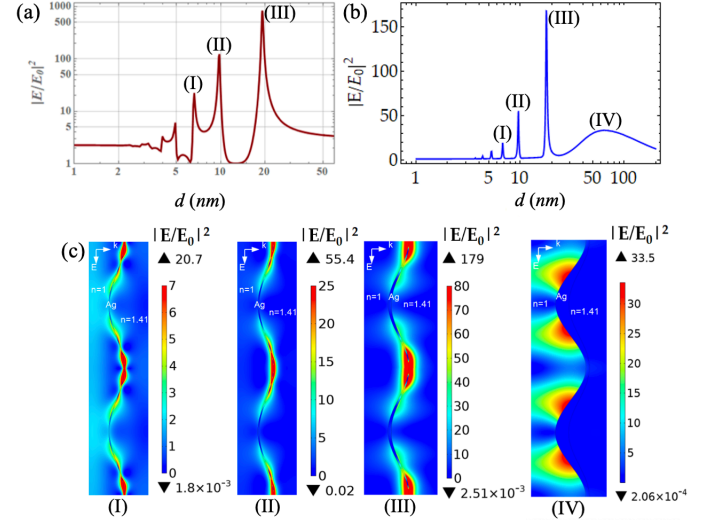 (a)
1000
500
100
50
10
5
1
|E/E₀|²
(I)
(II)
(III)
1 2 5 10 20 50
d (nm)
(b)
150
100
50
0
|E/E₀|²
(I)
(II)
(III)
(IV)
1 5 10 50 100
d (nm)
(c)
|E/E₀|²
20.7
7
6
5
4
3
2
1
0
1.8×10⁻³
k
E
n=1
Ag
n=1.41
(I)
|E/E₀|²
55.4
25
20
15
10
5
0
0.02
k
E
n=1
Ag
n=1.41
(II)
|E/E₀|²
179
80
70
60
50
40
30
20
10
0
2.51×10⁻³
k
E
n=1
Ag
n=1.41
(III)
|E/E₀|²
33.5
30
25
20
15
10
5
0
2.06×10⁻⁴
k
E
n=1
Ag
n=1.41
(IV)